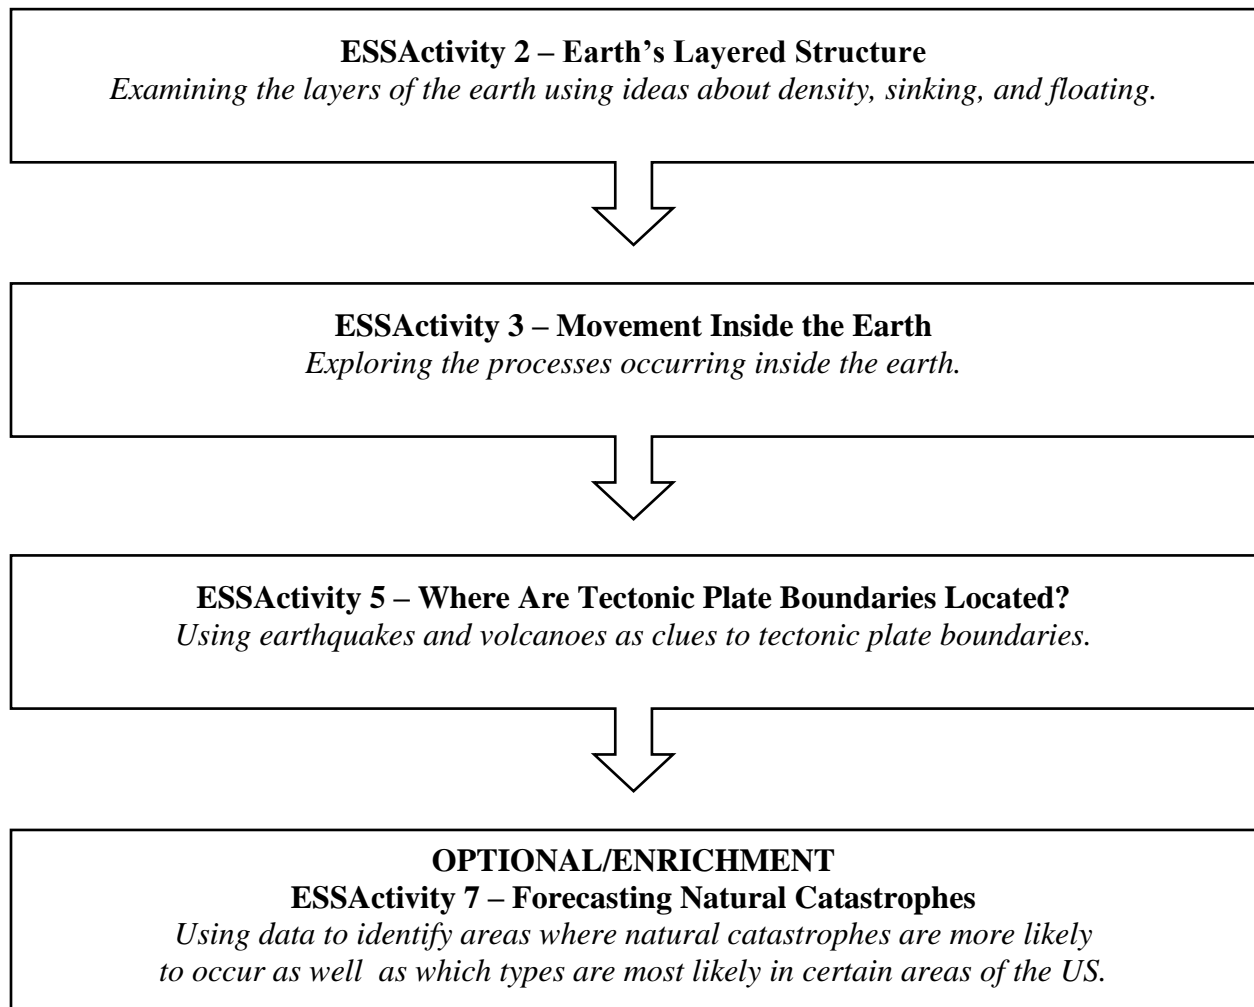 ESSActivity 2 – Earth’s Layered Structure
Examining the layers of the earth using ideas about density, sinking, and floating.
ESSActivity 3 – Movement Inside the Earth
Exploring the processes occurring inside the earth.
ESSActivity 5 – Where Are Tectonic Plate Boundaries Located?
Using earthquakes and volcanoes as clues to tectonic plate boundaries.
OPTIONAL/ENRICHMENT
ESSActivity 7 – Forecasting Natural Catastrophes
Using data to identify areas where natural catastrophes are more likely
to occur as well  as which types are most likely in certain areas of the US.